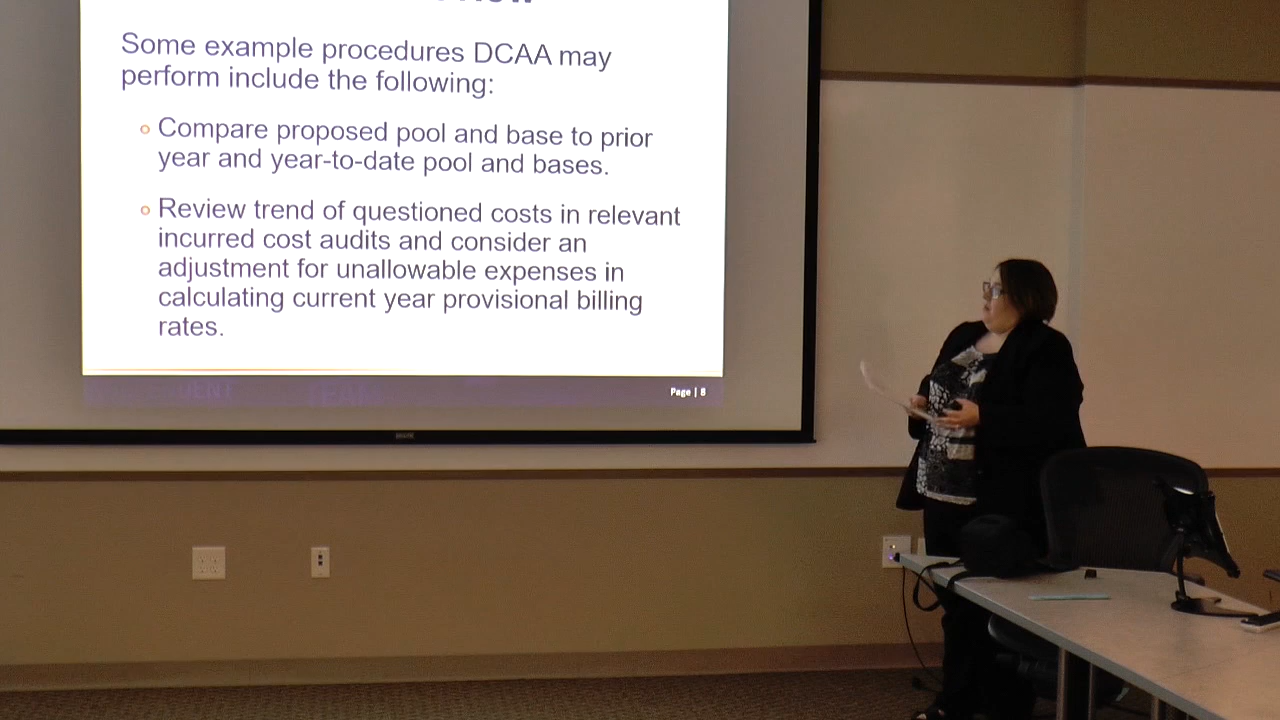 Some example procedures DCAA may
perform include the following:
Compare proposed pool and base to prior
year and year-to-date pool and bases.
Review trend of questioned costs in relevant
incurred cost audits and consider an
adjustment for unallowable expenses in
calculating current year provisional billing
rates.
Page | 8